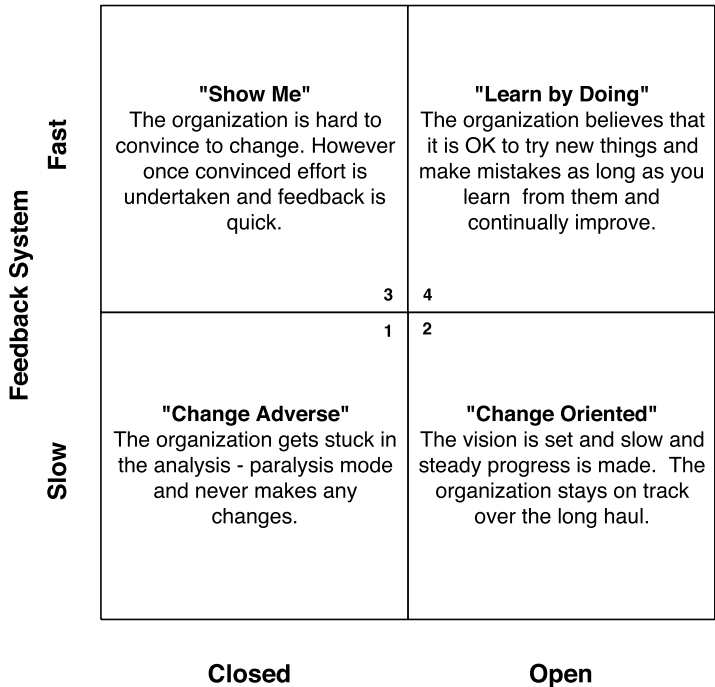 Feedback System
Fast
"Show Me"
The organization is hard to
convince to change. However
once convinced effort is
undertaken and feedback is
quick.
3
"Learn by Doing"
The organization believes that
it is OK to try new things and
make mistakes as long as you
learn  from them and
continually improve.
4
Slow
1
"Change Adverse"
The organization gets stuck in
the analysis - paralysis mode
and never makes any
changes.
2
"Change Oriented"
The vision is set and slow and
steady progress is made.  The
organization stays on track
over the long haul.
Closed
Open